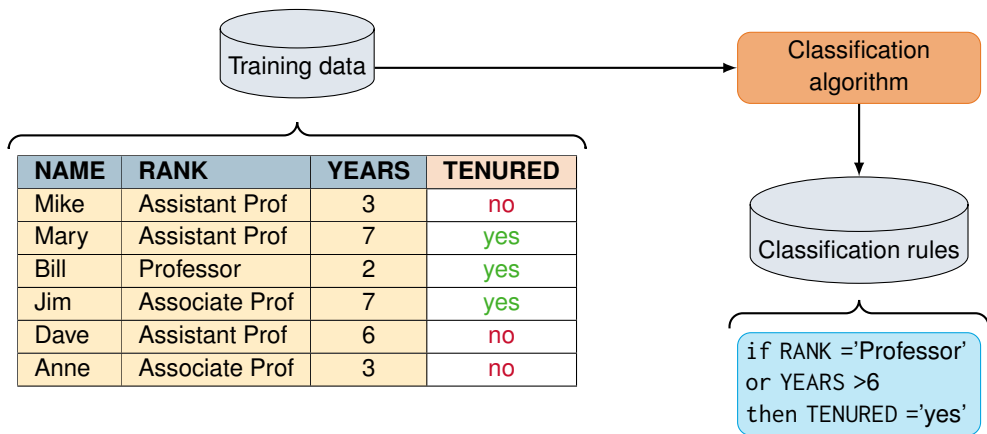 Training data
Classification
algorithm
NAME RANK YEARS TENURED
Mike Assistant Prof 3 no
Mary Assistant Prof 7 yes
Bill Professor 2 yes
Jim Associate Prof 7 yes
Dave Assistant Prof 6 no
Anne Associate Prof 3 no
Classification rules
if RANK ='Professor'
or YEARS >6
then TENURED ='yes'